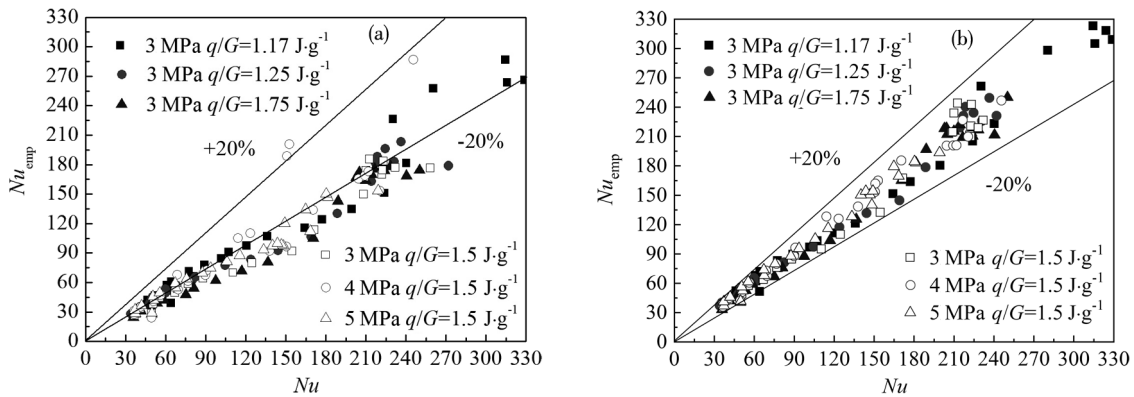 (a)
3 MPa q/G=1.17 J·g⁻¹
3 MPa q/G=1.25 J·g⁻¹
3 MPa q/G=1.75 J·g⁻¹
+20%
-20%
3 MPa q/G=1.5 J·g⁻¹
4 MPa q/G=1.5 J·g⁻¹
5 MPa q/G=1.5 J·g⁻¹
330
300
270
240
210
180
150
120
90
60
30
0
Nu_emp
0 30 60 90 120 150 180 210 240 270 300 330
Nu
(b)
3 MPa q/G=1.17 J·g⁻¹
3 MPa q/G=1.25 J·g⁻¹
3 MPa q/G=1.75 J·g⁻¹
+20%
-20%
3 MPa q/G=1.5 J·g⁻¹
4 MPa q/G=1.5 J·g⁻¹
5 MPa q/G=1.5 J·g⁻¹
330
300
270
240
210
180
150
120
90
60
30
0
Nu_emp
0 30 60 90 120 150 180 210 240 270 300 330
Nu